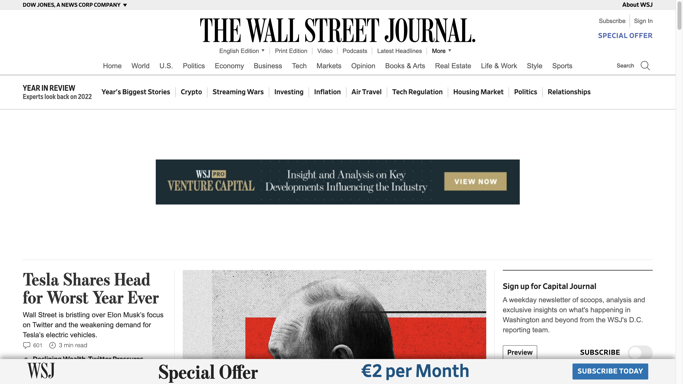 DOW JONES, A NEWS CORP COMPANY
About WSJ
THE WALL STREET JOURNAL.
Subscribe Sign In
SPECIAL OFFER
English Edition Print Edition Video Podcasts Latest Headlines More
Home World U.S. Politics Economy Business Tech Markets Opinion Books & Arts Real Estate Life & Work Style Sports
Search
YEAR IN REVIEW
Experts look back on 2022
Year's Biggest Stories Crypto Streaming Wars Investing Inflation Air Travel Tech Regulation Housing Market Politics Relationships
WSJ PRO
VENTURE CAPITAL
Insight and Analysis on Key
Developments Influencing the Industry
VIEW NOW
Tesla Shares Head
for Worst Year Ever
Wall Street is bristling over Elon Musk's focus
on Twitter and the weakening demand for
Tesla's electric vehicles.
601 3 min read
Declining Wealth, Twitter Pressures
Sign up for Capital Journal
A weekday newsletter of scoops, analysis and
exclusive insights on what's happening in
Washington and beyond from the WSJ's D.C.
reporting team.
Preview
SUBSCRIBE
WSJ
Special Offer
€2 per Month
SUBSCRIBE TODAY